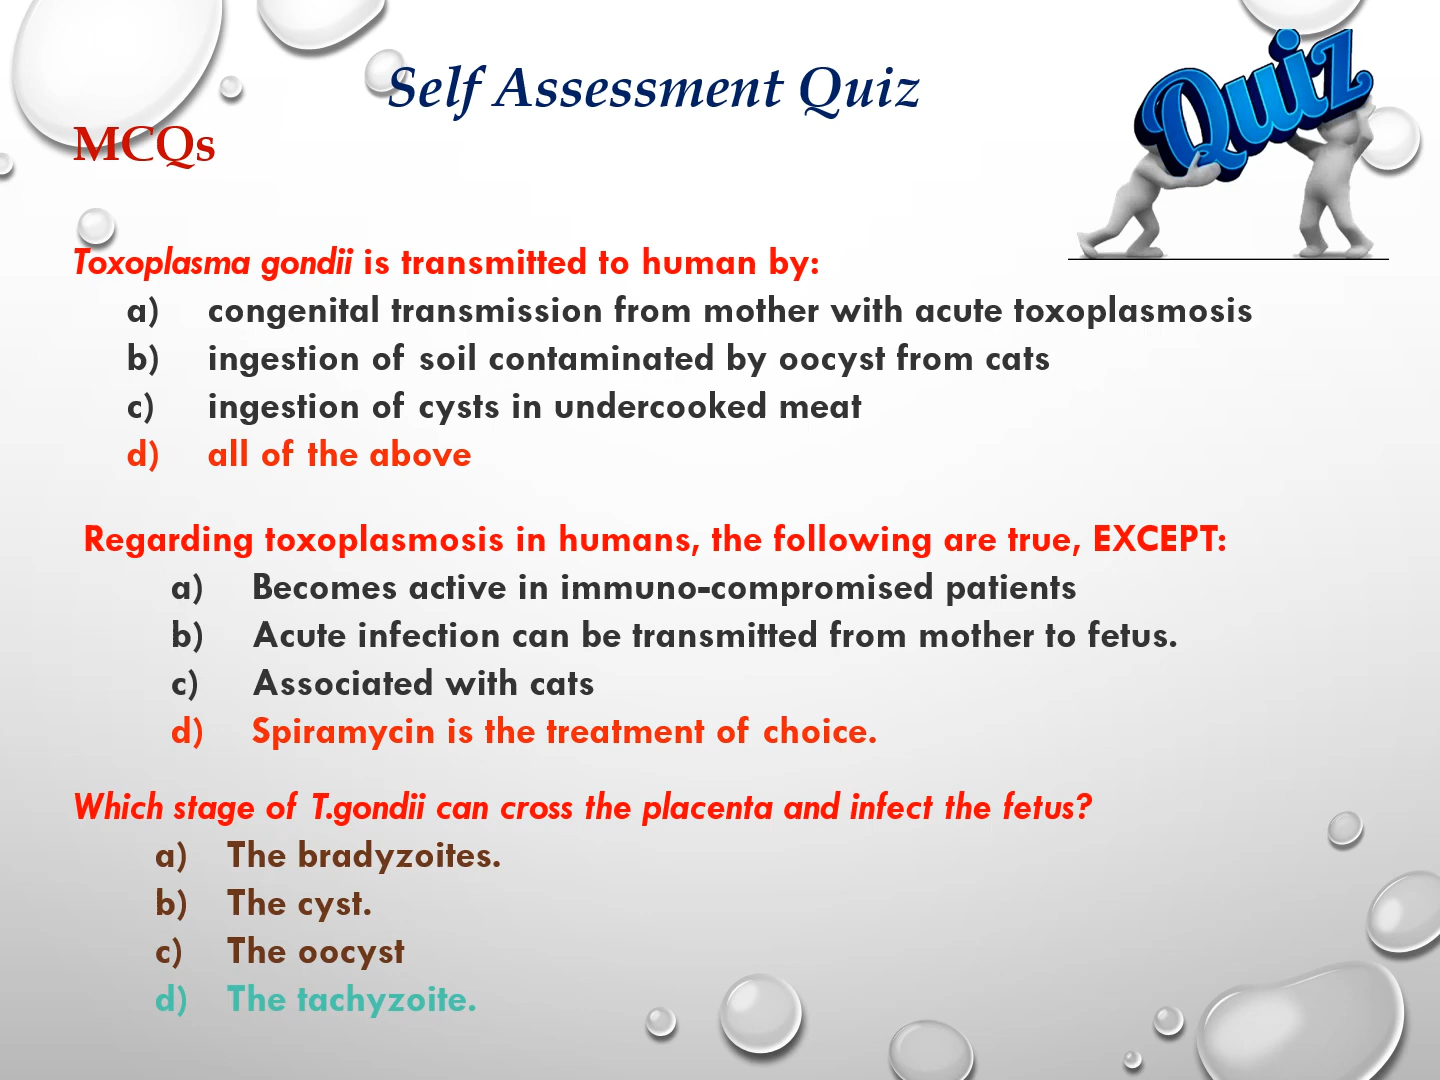 Self Assessment Quiz
Quiz
MCQs
Toxoplasma gondii is transmitted to human by:
a) congenital transmission from mother with acute toxoplasmosis
b) ingestion of soil contaminated by oocyst from cats
c) ingestion of cysts in undercooked meat
d) all of the above
Regarding toxoplasmosis in humans, the following are true, EXCEPT:
a) Becomes active in immuno-compromised patients
b) Acute infection can be transmitted from mother to fetus.
c) Associated with cats
d) Spiramycin is the treatment of choice.
Which stage of T.gondii can cross the placenta and infect the fetus?
a) The bradyzoites.
b) The cyst.
c) The oocyst
d) The tachyzoite.